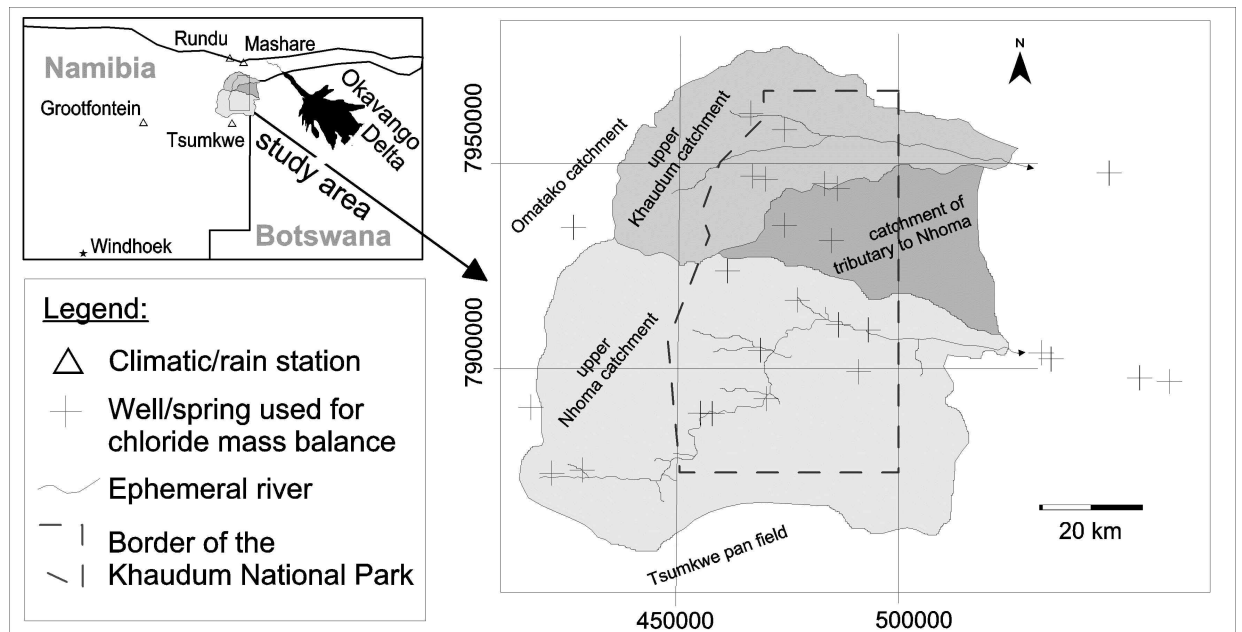 Rundu
Mashare
Namibia
Grootfontein
Okavango
Delta
Tsumkwe
study area
Botswana
Windhoek
Legend:
Climatic/rain station
Well/spring used for
chloride mass balance
Ephemeral river
Border of the
Khaudum National Park
N
7950000
7900000
Omatako catchment
upper
Khaudum catchment
catchment of
tributary to Nhoma
upper
Nhoma catchment
Tsumkwe pan field
20 km
450000
500000